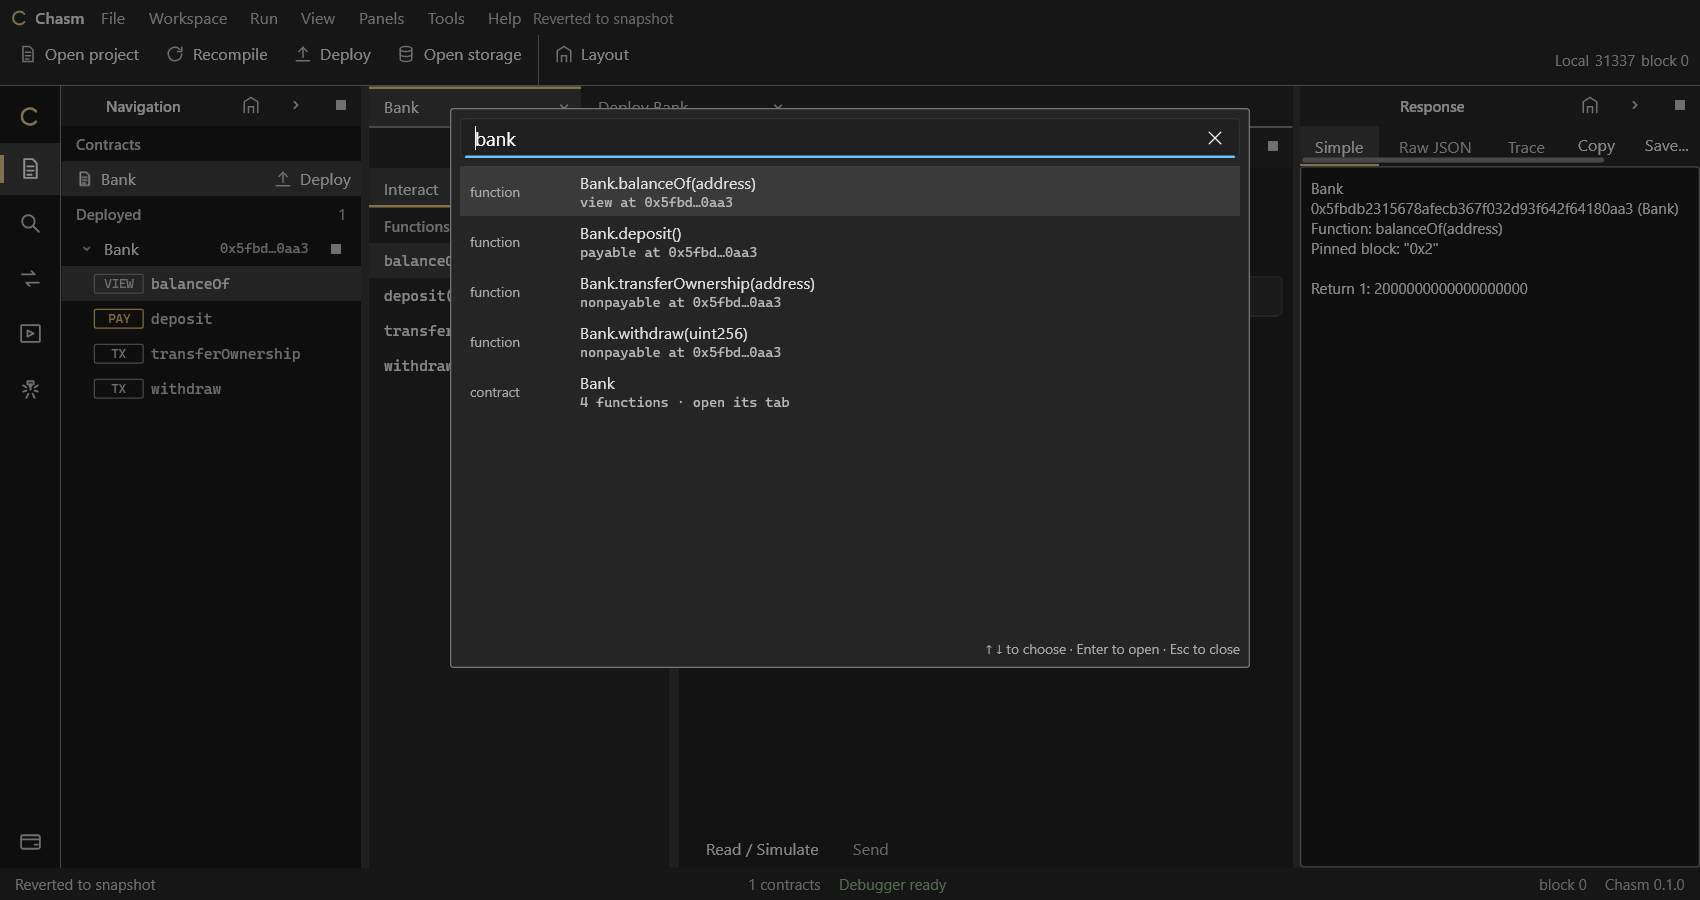 Chasm File Workspace Run View Panels Tools Help Reverted to snapshot
Open project Recompile Deploy Open storage Layout
Local 31337 block 0
Navigation
Contracts
Bank Deploy
Deployed 1
Bank 0x5fbd…0aa3
VIEW balanceOf
PAY deposit
TX transferOwnership
TX withdraw
Bank
Deploy Bank
Interact
Functions
balanceO
deposit(
transfer
withdraw
bank
function Bank.balanceOf(address)
view at 0x5fbd…0aa3
function Bank.deposit()
payable at 0x5fbd…0aa3
function Bank.transferOwnership(address)
nonpayable at 0x5fbd…0aa3
function Bank.withdraw(uint256)
nonpayable at 0x5fbd…0aa3
contract Bank
4 functions · open its tab
↑↓ to choose · Enter to open · Esc to close
Read / Simulate Send
Response
Simple Raw JSON Trace Copy Save...
Bank
0x5fbdb2315678afecb367f032d93f642f64180aa3 (Bank)
Function: balanceOf(address)
Pinned block: "0x2"
Return 1: 2000000000000000000
Reverted to snapshot 1 contracts Debugger ready block 0 Chasm 0.1.0